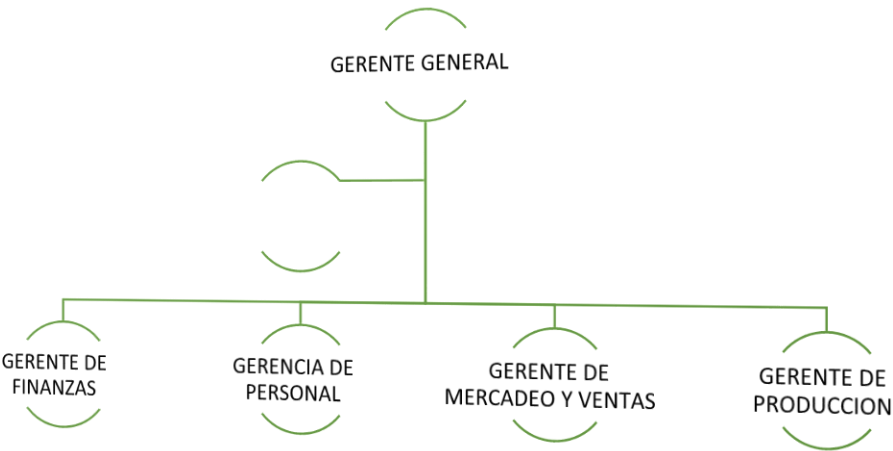 GERENTE GENERAL
GERENTE DE
FINANZAS
GERENCIA DE
PERSONAL
GERENTE DE
MERCADEO Y VENTAS
GERENTE DE
PRODUCCION